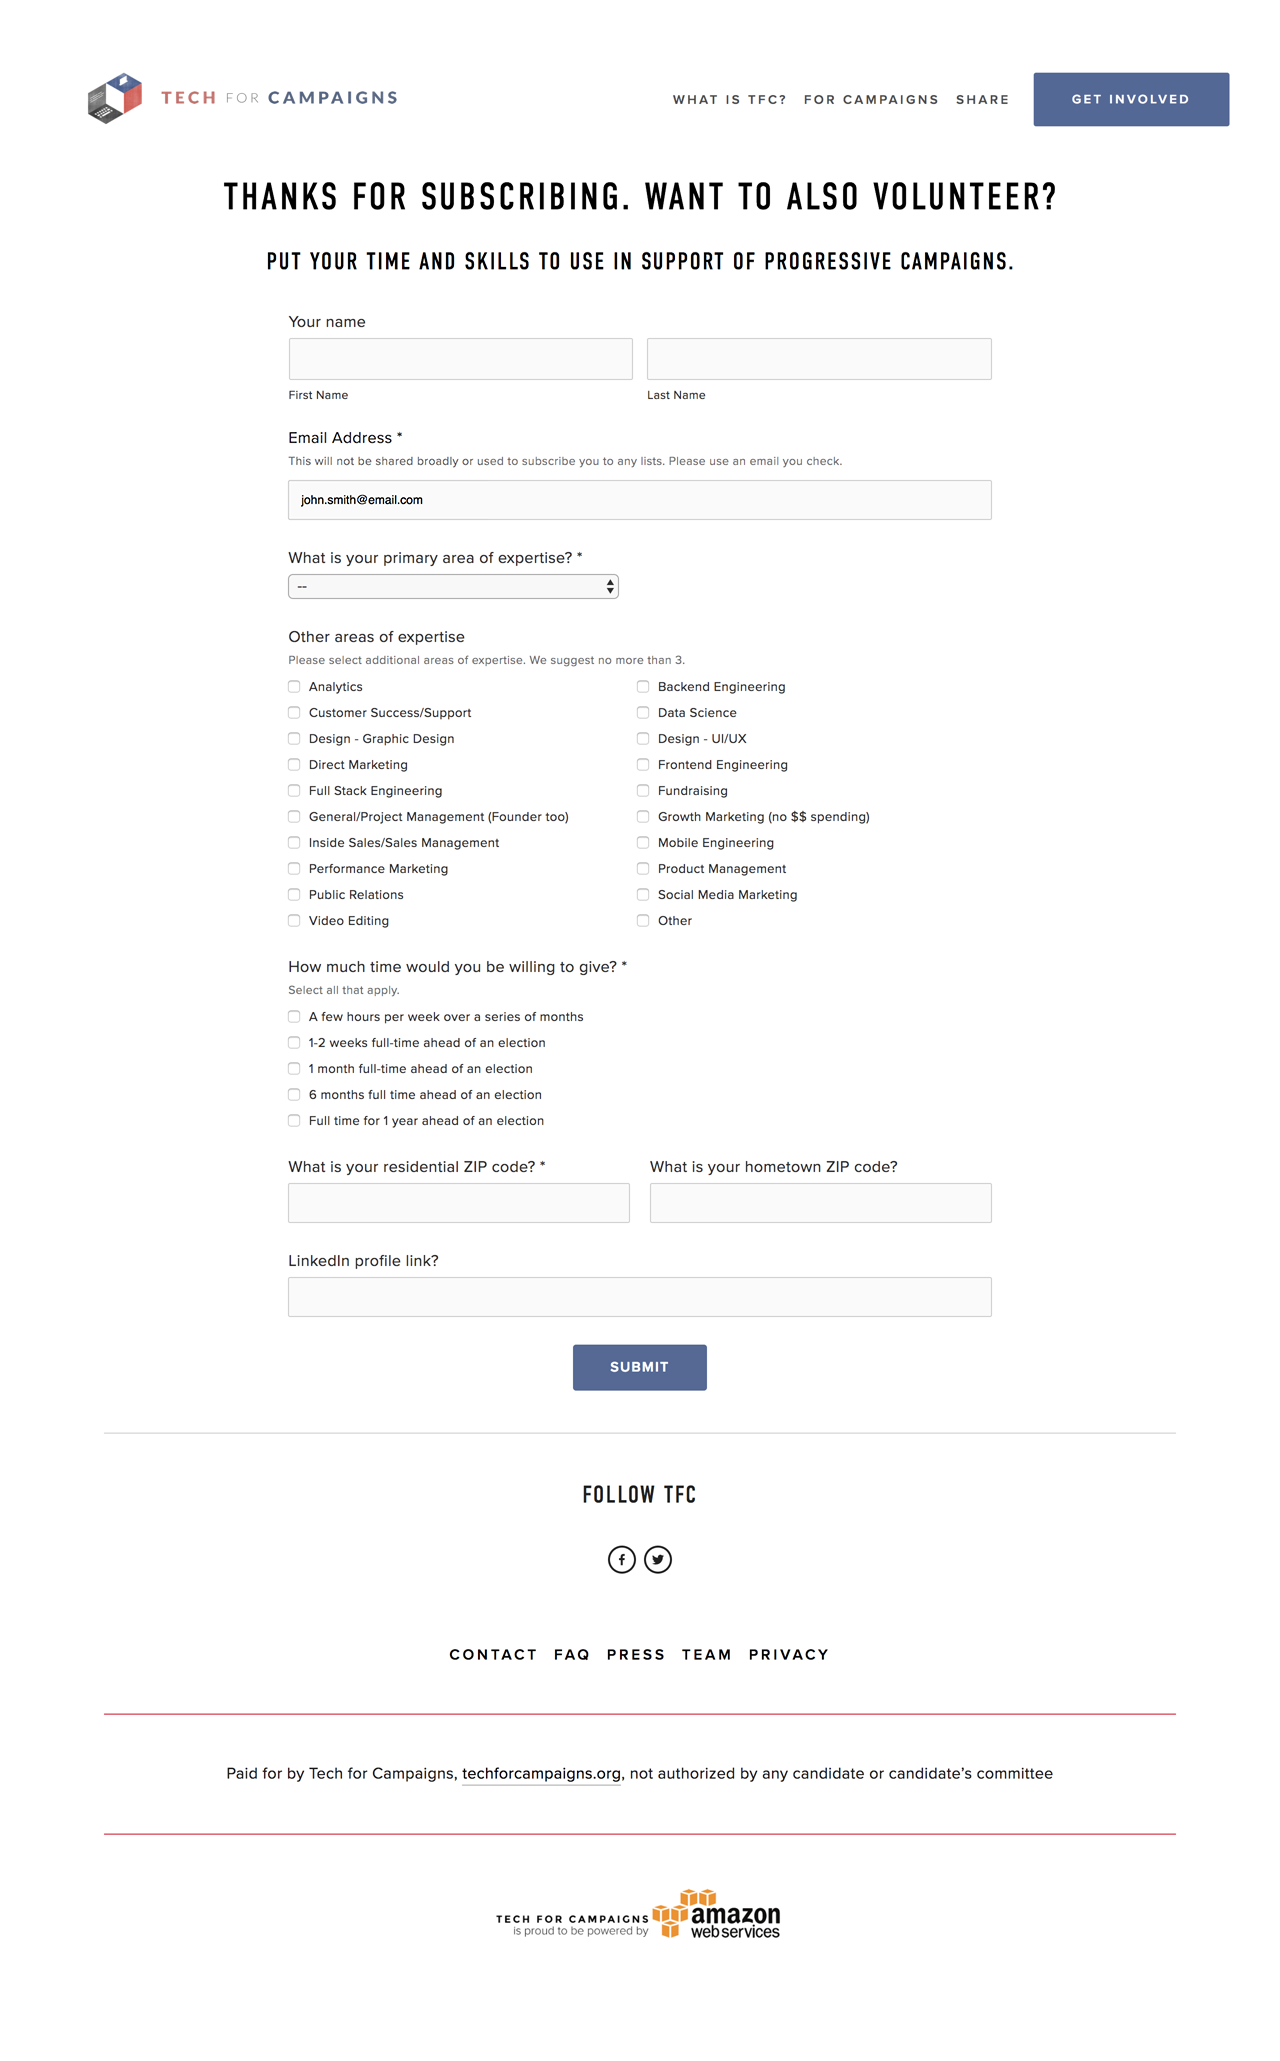 TECH FOR CAMPAIGNS
WHAT IS TFC? FOR CAMPAIGNS SHARE GET INVOLVED
THANKS FOR SUBSCRIBING. WANT TO ALSO VOLUNTEER?
PUT YOUR TIME AND SKILLS TO USE IN SUPPORT OF PROGRESSIVE CAMPAIGNS.
Your name
First Name Last Name
Email Address *
This will not be shared broadly or used to subscribe you to any lists. Please use an email you check.
john.smith@email.com
What is your primary area of expertise? *
--
Other areas of expertise
Please select additional areas of expertise. We suggest no more than 3.
Analytics Backend Engineering
Customer Success/Support Data Science
Design - Graphic Design Design - UI/UX
Direct Marketing Frontend Engineering
Full Stack Engineering Fundraising
General/Project Management (Founder too) Growth Marketing (no $$ spending)
Inside Sales/Sales Management Mobile Engineering
Performance Marketing Product Management
Public Relations Social Media Marketing
Video Editing Other
How much time would you be willing to give? *
Select all that apply.
A few hours per week over a series of months
1-2 weeks full-time ahead of an election
1 month full-time ahead of an election
6 months full time ahead of an election
Full time for 1 year ahead of an election
What is your residential ZIP code? * What is your hometown ZIP code?
LinkedIn profile link?
SUBMIT
FOLLOW TFC
CONTACT FAQ PRESS TEAM PRIVACY
Paid for by Tech for Campaigns, techforcampaigns.org, not authorized by any candidate or candidate's committee
TECH FOR CAMPAIGNS
is proud to be powered by
amazon
web services